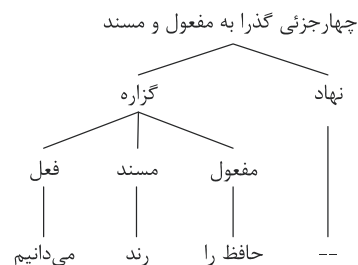 چهارجزئی گذرا به مفعول و مسند
نهاد گزاره
مفعول مسند فعل
-- حافظ را رند می‌دانیم